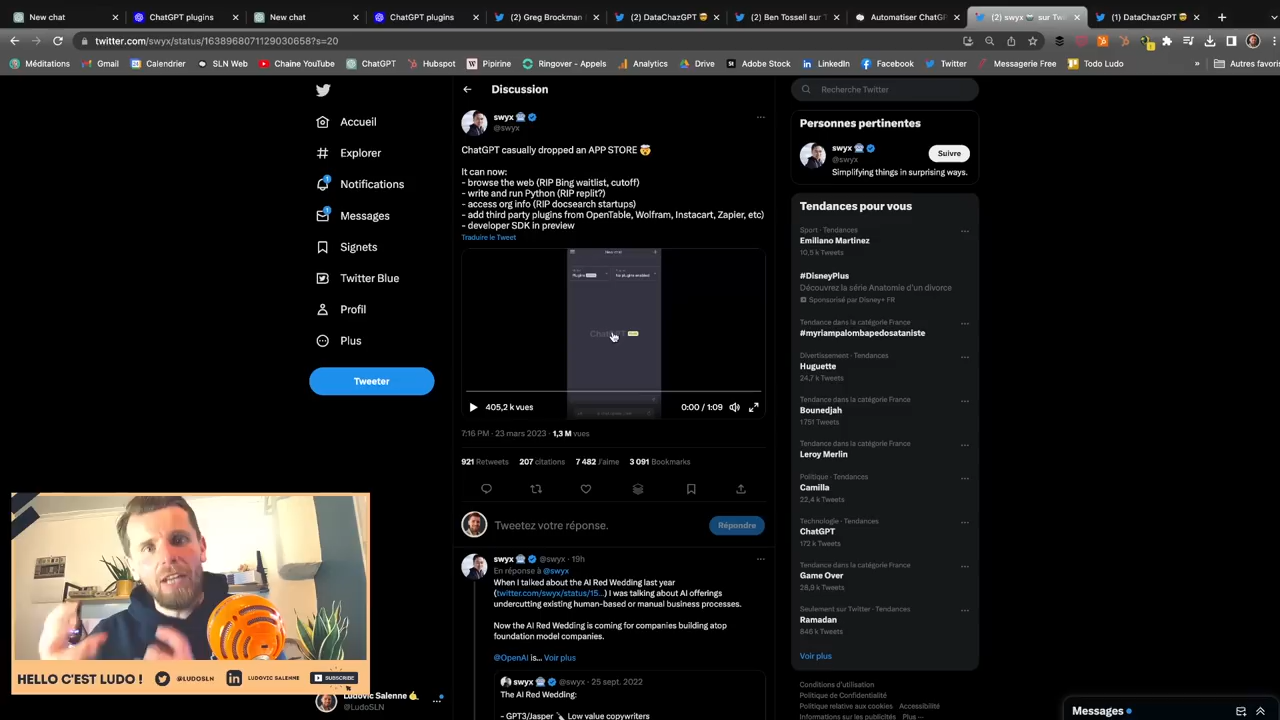 ChatGPT plugins
New chat
New chat
ChatGPT plugins
(2) Greg Brockman
(2) DataChazGPT
(2) Ben Tossell sur T
Automatiser ChatGP
(2) swyx sur Tw
(1) DataChazGPT
twitter.com/swyx/status/1638968071129030658?s=20
Méditations
Gmail
Calendrier
SLN Web
Chaine YouTube
ChatGPT
Hubspot
Pipirine
Ringover - Appels
Analytics
Drive
Adobe Stock
LinkedIn
Facebook
Twitter
Messagerie Free
Todo Ludo
»
Autres favoris
Accueil
Explorer
Notifications
Messages
Signets
Twitter Blue
Profil
Plus
Tweeter
Discussion
swyx
@swyx
ChatGPT casually dropped an APP STORE 🤯
It can now:
- browse the web (RIP Bing waitlist, cutoff)
- write and run Python (RIP replit?)
- access org info (RIP docsearch startups)
- add third party plugins from OpenTable, Wolfram, Instacart, Zapier, etc)
- developer SDK in preview
Traduire le Tweet
No plugins enabled
405,2 k vues
0:00 / 1:09
7:16 PM · 23 mars 2023 · 1,3 M vues
921 Retweets 207 citations 7 482 J'aime 3 091 Bookmarks
Tweetez votre réponse.
Répondre
swyx @swyx · 19h
En réponse à @swyx
When I talked about the AI Red Wedding last year
(twitter.com/swyx/status/15...) I was talking about AI offerings
undercutting existing human-based or manual business processes.
Now the AI Red Wedding is coming for companies building atop
foundation model companies.
@OpenAI is... Voir plus
swyx @swyx · 25 sept. 2022
The AI Red Wedding:
- GPT3/Jasper 🔪 Low value copywriters
Recherche Twitter
Personnes pertinentes
swyx
@swyx
Suivre
Simplifying things in surprising ways.
Tendances pour vous
Sport · Tendances
Emiliano Martinez
10,5 k Tweets
#DisneyPlus
Découvrez la série Anatomie d'un divorce
Sponsorisé par Disney+ FR
Tendance dans la catégorie France
#myriampalombapedosataniste
Divertissement · Tendances
Huguette
24,7 k Tweets
Tendance dans la catégorie France
Bounedjah
1 751 Tweets
Tendance dans la catégorie France
Leroy Merlin
Politique · Tendances
Camilla
22,4 k Tweets
Technologie · Tendances
ChatGPT
172 k Tweets
Tendance dans la catégorie France
Game Over
28,9 k Tweets
Seulement sur Twitter · Tendances
Ramadan
846 k Tweets
Voir plus
Conditions d'utilisation
Politique de Confidentialité
Politique relative aux cookies Accessibilité
Informations sur les publicités Plus ···
Messages
HELLO C'EST LUDO !
@LUDOSLN
LUDOVIC SALENNE
SUBSCRIBE
Ludovic Salenne
@LudoSLN